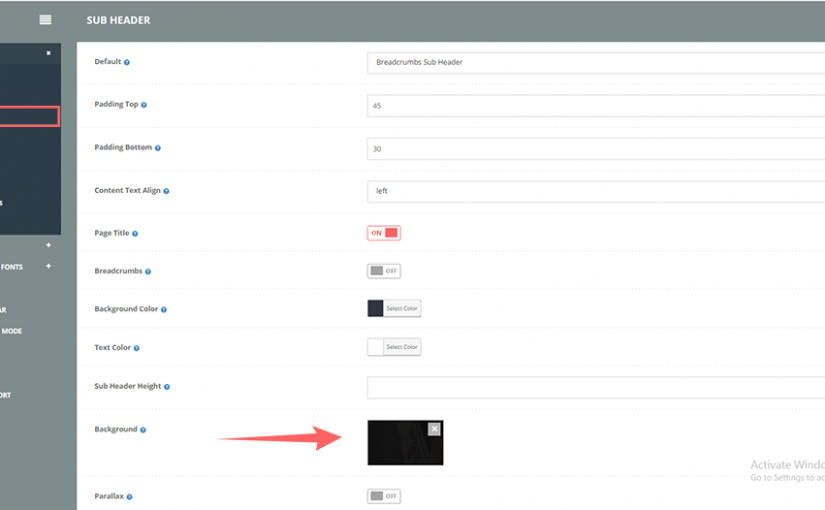 SUB HEADER
Default
Breadcrumbs Sub Header
Padding Top
45
Padding Bottom
30
Content Text Align
left
S
Page Title
ON
FONTS
Breadcrumbs
OFF
Background Color
Select Color
AR
MODE
Text Color
Select Color
Sub Header Height
ORT
Background
Activate Windo
Go to Settings to ac
Parallax
OFF